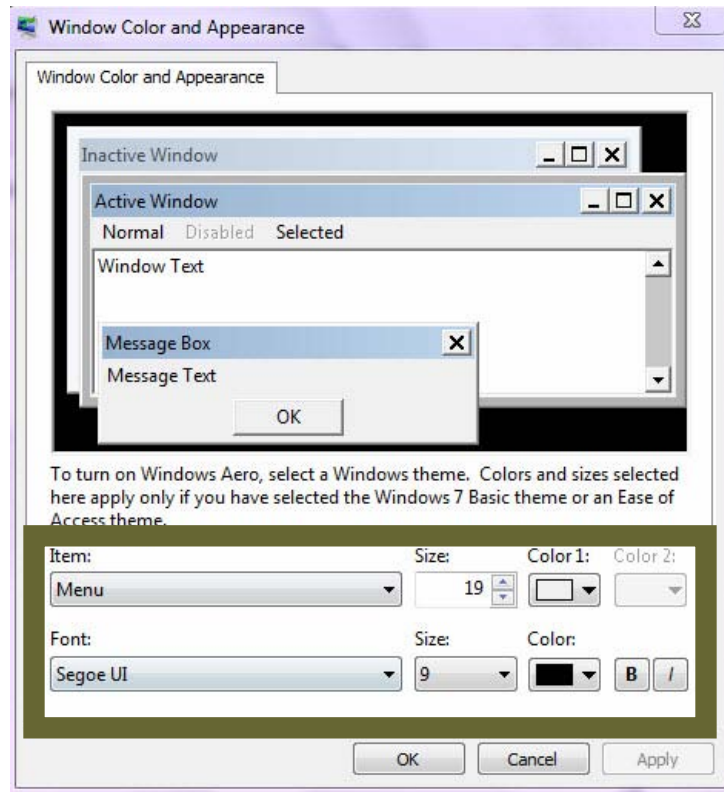 Window Color and Appearance
Window Color and Appearance
Inactive Window
Active Window
Normal Disabled Selected
Window Text
Message Box
Message Text
OK
To turn on Windows Aero, select a Windows theme. Colors and sizes selected
here apply only if you have selected the Windows 7 Basic theme or an Ease of
Access theme.
Item: Size: Color 1: Color 2:
Menu 19
Font: Size: Color:
Segoe UI 9 B I
OK Cancel Apply